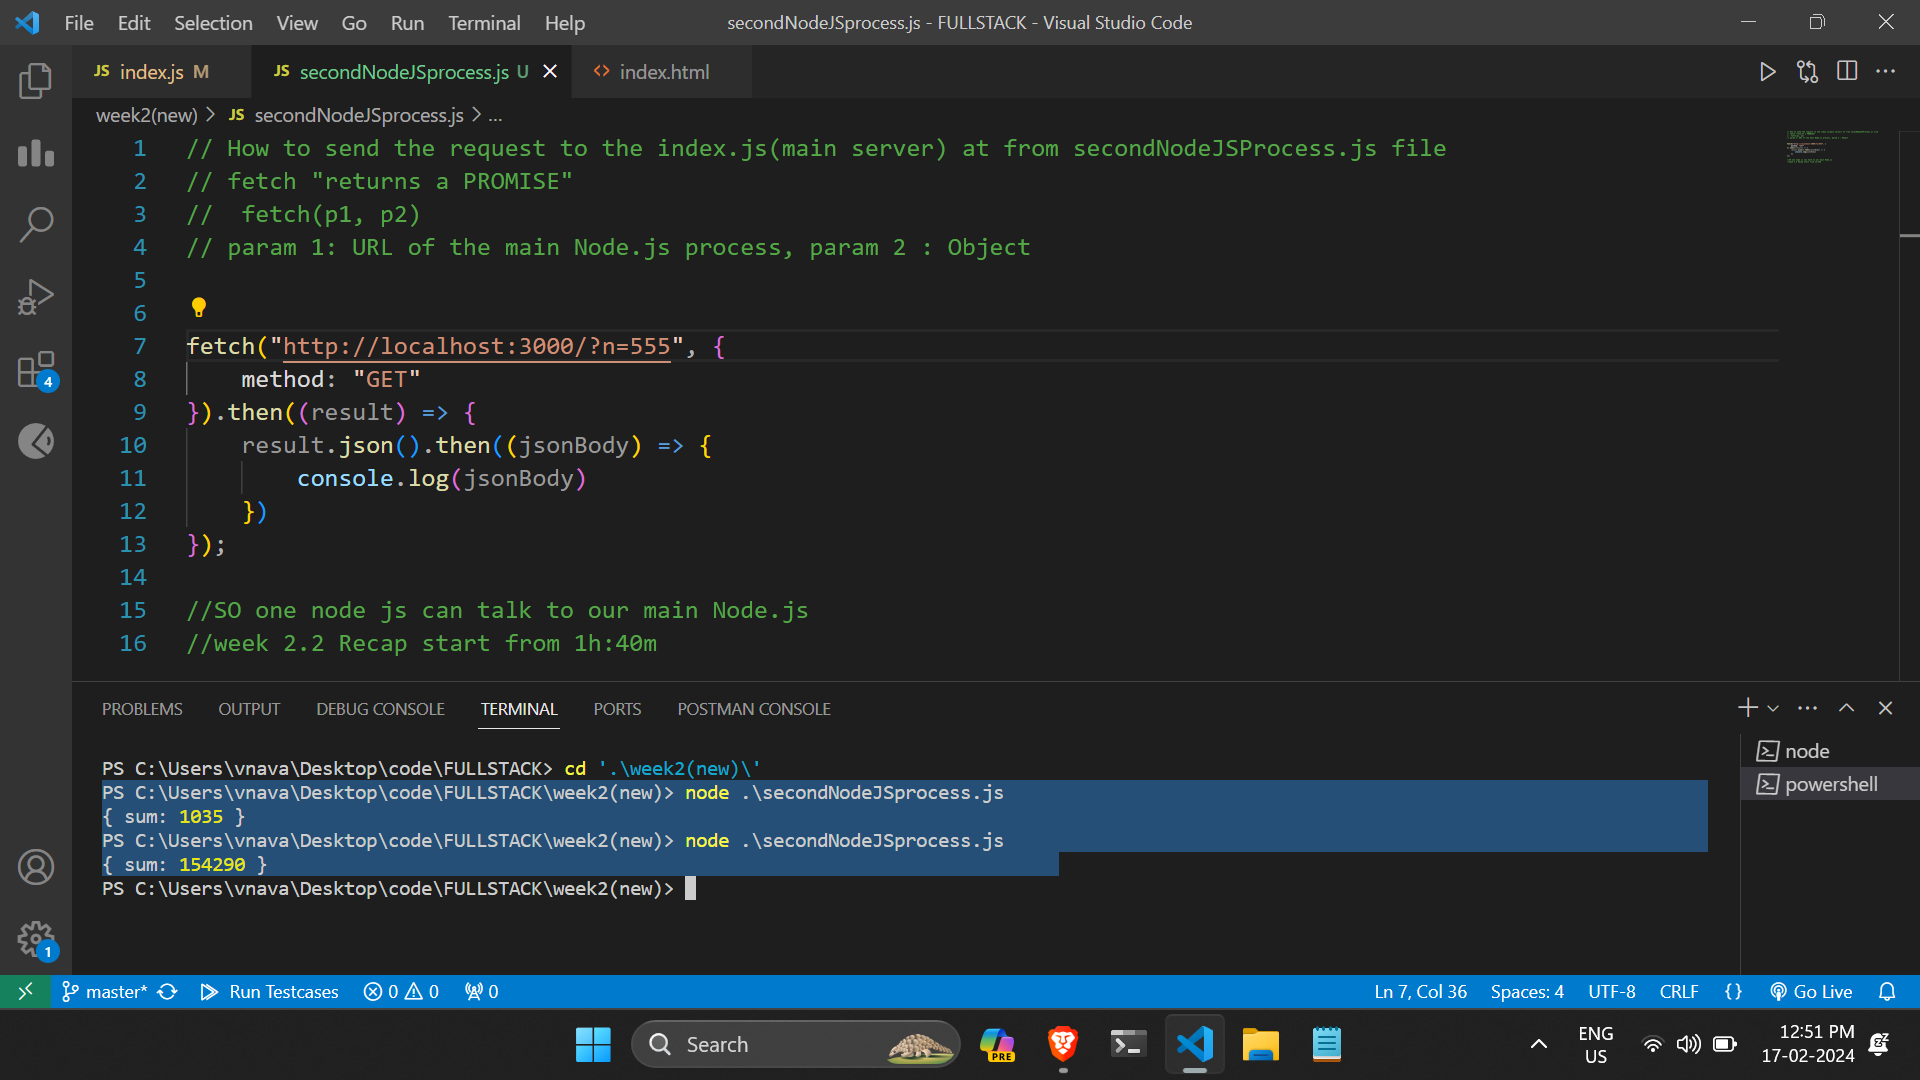 File Edit Selection View Go Run Terminal Help
secondNodeJSprocess.js - FULLSTACK - Visual Studio Code
JS index.js M
JS secondNodeJSprocess.js U
<> index.html
week2(new) > JS secondNodeJSprocess.js > ...
1 // How to send the request to the index.js(main server) at from secondNodeJSProcess.js file
2 // fetch "returns a PROMISE"
3 //  fetch(p1, p2)
4 // param 1: URL of the main Node.js process, param 2 : Object
5
6
7 fetch("http://localhost:3000/?n=555", {
8     method: "GET"
9 }).then((result) => {
10     result.json().then((jsonBody) => {
11         console.log(jsonBody)
12     })
13 });
14
15 //SO one node js can talk to our main Node.js
16 //week 2.2 Recap start from 1h:40m
4
1
PROBLEMS OUTPUT DEBUG CONSOLE TERMINAL PORTS POSTMAN CONSOLE
node
powershell
PS C:\Users\vnava\Desktop\code\FULLSTACK> cd '.\week2(new)\'
PS C:\Users\vnava\Desktop\code\FULLSTACK\week2(new)> node .\secondNodeJSprocess.js
{ sum: 1035 }
PS C:\Users\vnava\Desktop\code\FULLSTACK\week2(new)> node .\secondNodeJSprocess.js
{ sum: 154290 }
PS C:\Users\vnava\Desktop\code\FULLSTACK\week2(new)>
master* Run Testcases 0 0 0
Ln 7, Col 36 Spaces: 4 UTF-8 CRLF {} Go Live
Search
PRE
ENG
US
12:51 PM
17-02-2024